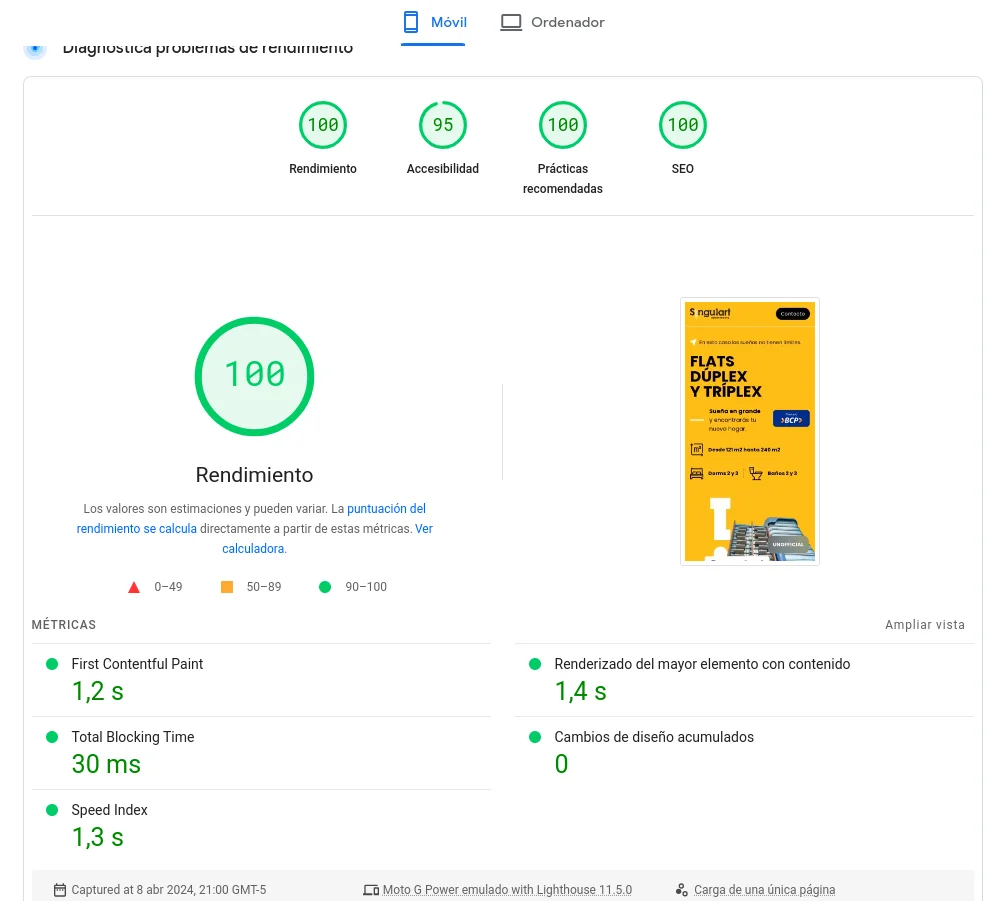 Móvil
Ordenador
Diagnostica problemas de rendimiento
100
95
100
100
Rendimiento
Accesibilidad
Prácticas
recomendadas
SEO
100
Rendimiento
Los valores son estimaciones y pueden variar. La puntuación del
rendimiento se calcula directamente a partir de estas métricas. Ver
calculadora.
0–49
50–89
90–100
Singulart
Contacto
En este caso los sueños no tienen límites.
FLATS
DÚPLEX
Y TRÍPLEX
Sueña en grande
y encontrarás tu
nuevo hogar.
BCP
m²
Desde 121 m2 hasta 240 m2
Dorms 2 y 3
Baños 2 y 3
UNOFFICIAL
MÉTRICAS
Ampliar vista
First Contentful Paint
1,2 s
Renderizado del mayor elemento con contenido
1,4 s
Total Blocking Time
30 ms
Cambios de diseño acumulados
0
Speed Index
1,3 s
Captured at 8 abr 2024, 21:00 GMT-5
Moto G Power emulado with Lighthouse 11.5.0
Carga de una única página